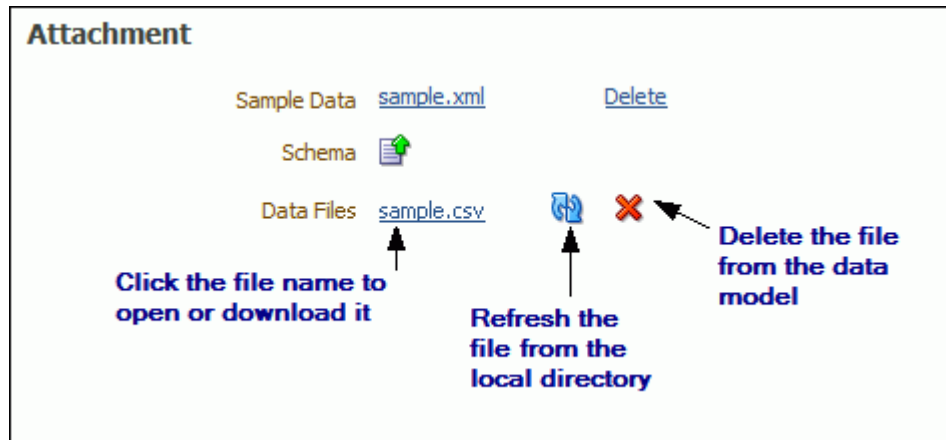 Attachment
Sample Data sample.xml Delete
Schema
Data Files sample.csv
Click the file name to
open or download it
Refresh the
file from the
local directory
Delete the file
from the data
model